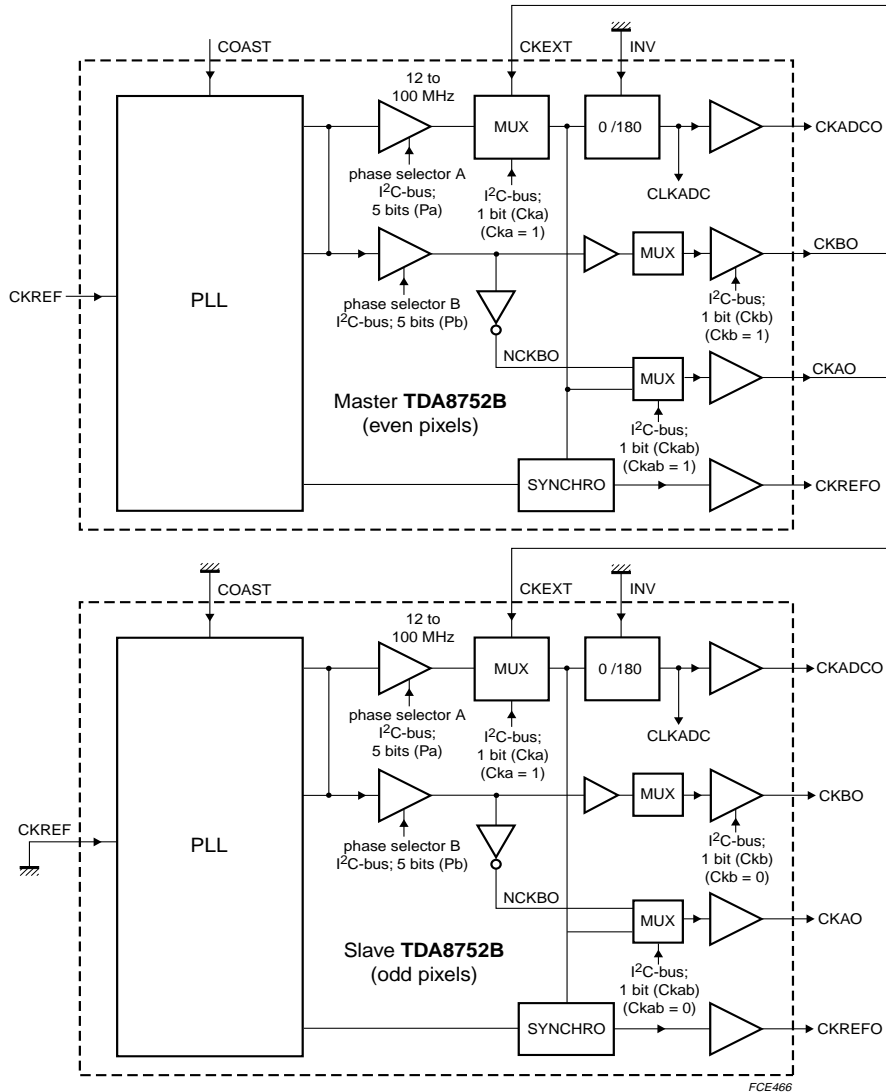 COAST
CKEXT
INV
12 to
100 MHz
MUX
0 /180
CKADCO
phase selector A
I2C-bus;
5 bits (Pa)
I2C-bus;
1 bit (Cka)
(Cka = 1)
CLKADC
MUX
CKBO
CKREF
PLL
phase selector B
I2C-bus; 5 bits (Pb)
I2C-bus;
1 bit (Ckb)
(Ckb = 1)
NCKBO
MUX
CKAO
Master TDA8752B
(even pixels)
I2C-bus;
1 bit (Ckab)
(Ckab = 1)
SYNCHRO
CKREFO
COAST
CKEXT
INV
12 to
100 MHz
MUX
0 /180
CKADCO
phase selector A
I2C-bus;
5 bits (Pa)
I2C-bus;
1 bit (Cka)
(Cka = 1)
CLKADC
MUX
CKBO
CKREF
PLL
phase selector B
I2C-bus; 5 bits (Pb)
I2C-bus;
1 bit (Ckb)
(Ckb = 0)
NCKBO
MUX
CKAO
Slave TDA8752B
(odd pixels)
I2C-bus;
1 bit (Ckab)
(Ckab = 0)
SYNCHRO
CKREFO
FCE466